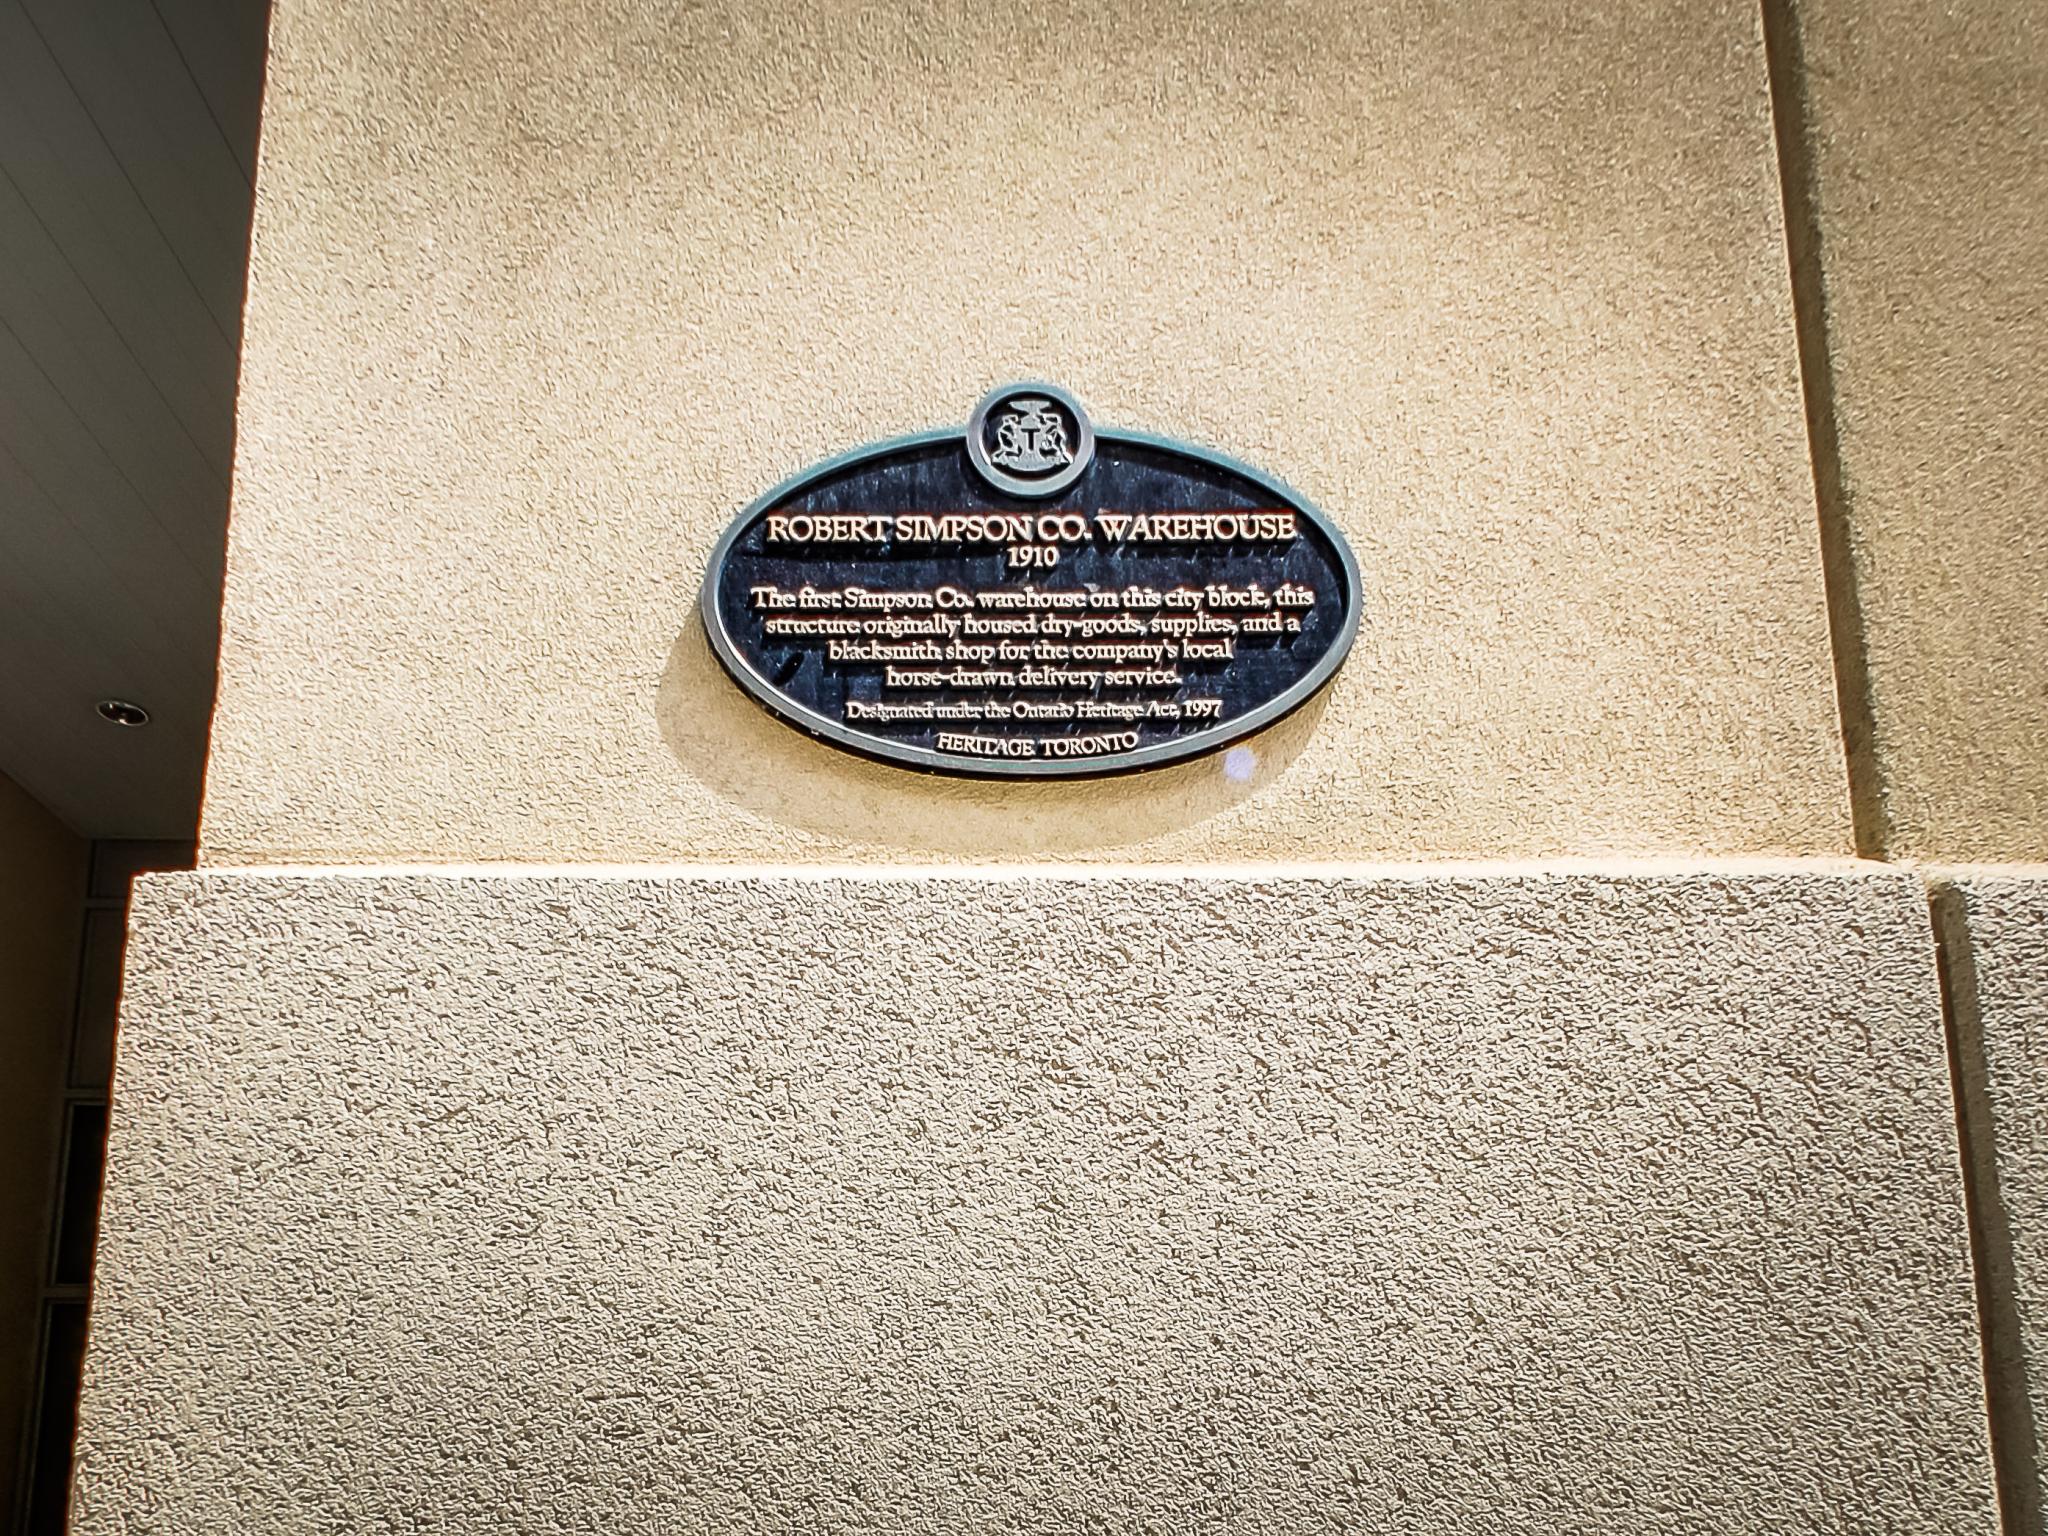 T
ROBERT SIMPSON CO. WAREHOUSE
1910
The first Simpson Co. warehouse on this city block, this
structure originally housed dry-goods, supplies, and a
blacksmith shop for the company's local
horse-drawn delivery service.
Designated under the Ontario Heritage Act, 1997
HERITAGE TORONTO